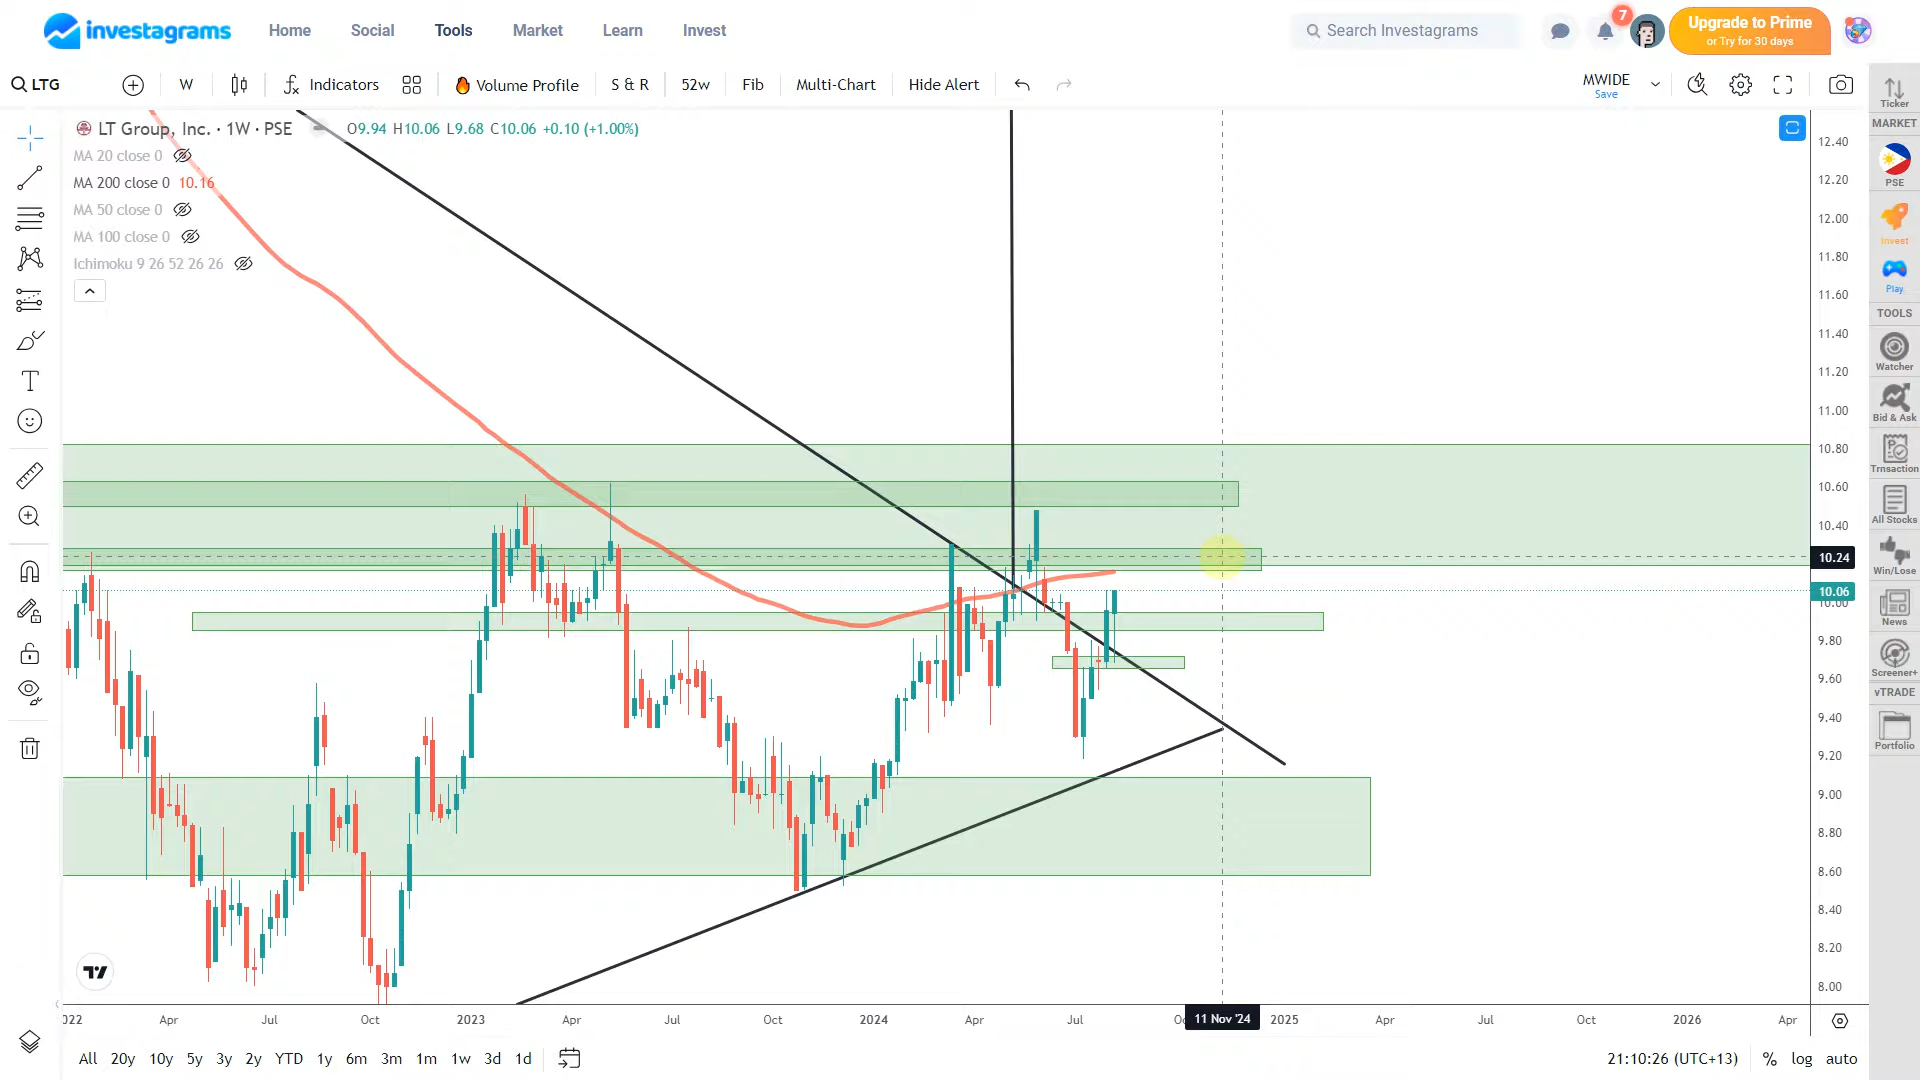 investagrams Home Social Tools Market Learn Invest Search Investagrams 7 Upgrade to Prime
or Try for 30 days
LTG W Indicators Volume Profile S & R 52w Fib Multi-Chart Hide Alert MWIDE
Save
LT Group, Inc. · 1W · PSE O9.94 H10.06 L9.68 C10.06 +0.10 (+1.00%)
MA 20 close 0
MA 200 close 0 10.16
MA 50 close 0
MA 100 close 0
Ichimoku 9 26 52 26 26
12.40
12.20
12.00
11.80
11.60
11.40
11.20
11.00
10.80
10.60
10.40
10.24
10.06
10.00
9.80
9.60
9.40
9.20
9.00
8.80
8.60
8.40
8.20
8.00
Ticker
MARKET
PSE
Invest
Play
TOOLS
Watcher
Bid & Ask
Trnsaction
All Stocks
Win/Lose
News
Screener+
vTRADE
Portfolio
022 Apr Jul Oct 2023 Apr Jul Oct 2024 Apr Jul 11 Nov '24 2025 Apr Jul Oct 2026 Apr
All 20y 10y 5y 3y 2y YTD 1y 6m 3m 1m 1w 3d 1d 21:10:26 (UTC+13) % log auto